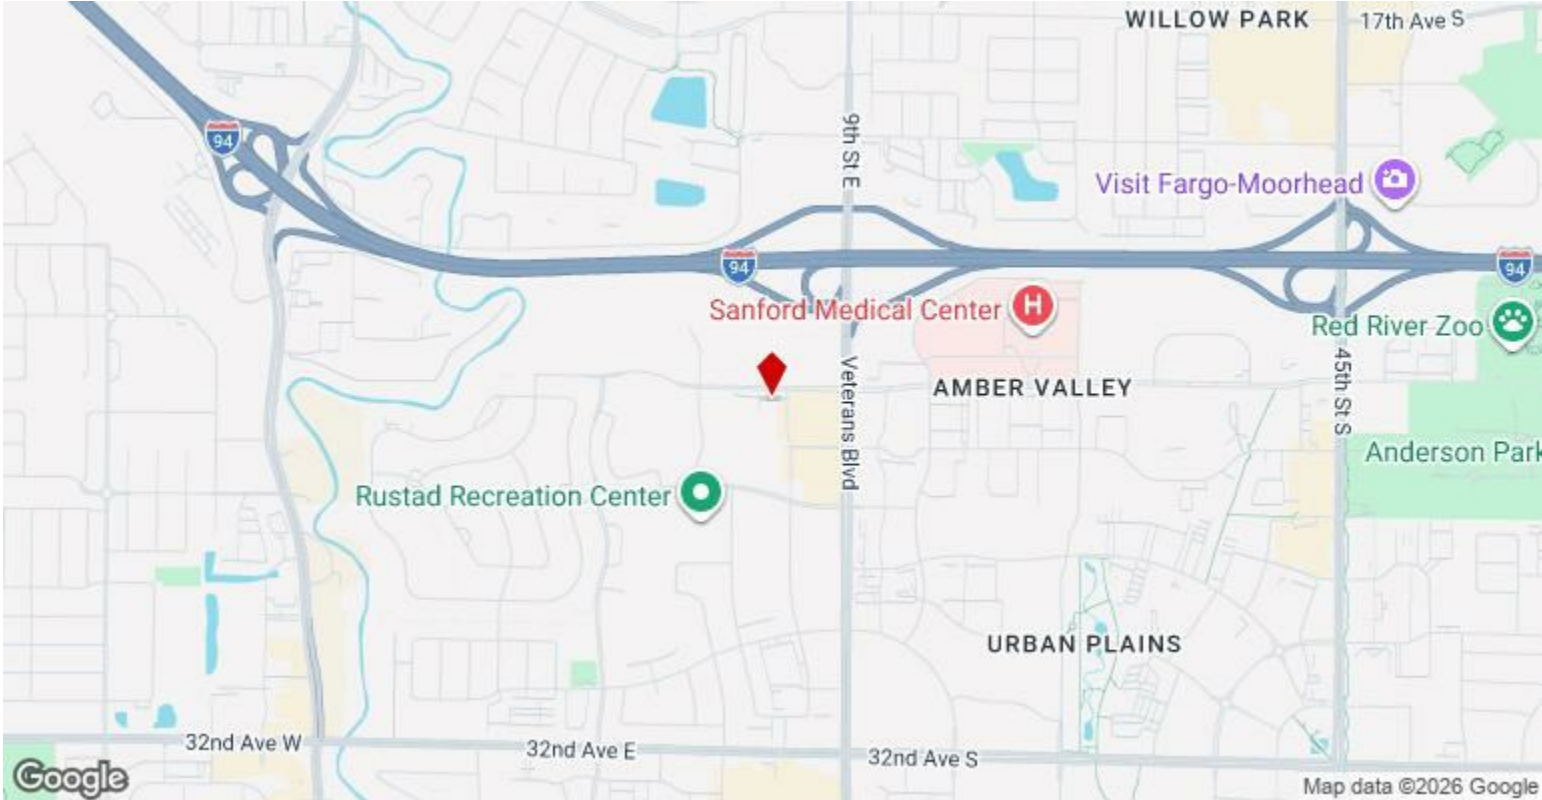 WILLOW PARK
17th Ave S
94
9th St E
Visit Fargo-Moorhead
94
94
Sanford Medical Center
H
Red River Zoo
Veterans Blvd
45th St S
AMBER VALLEY
Anderson Park
Rustad Recreation Center
URBAN PLAINS
32nd Ave W
32nd Ave E
32nd Ave S
Google
Map data ©2026 Google